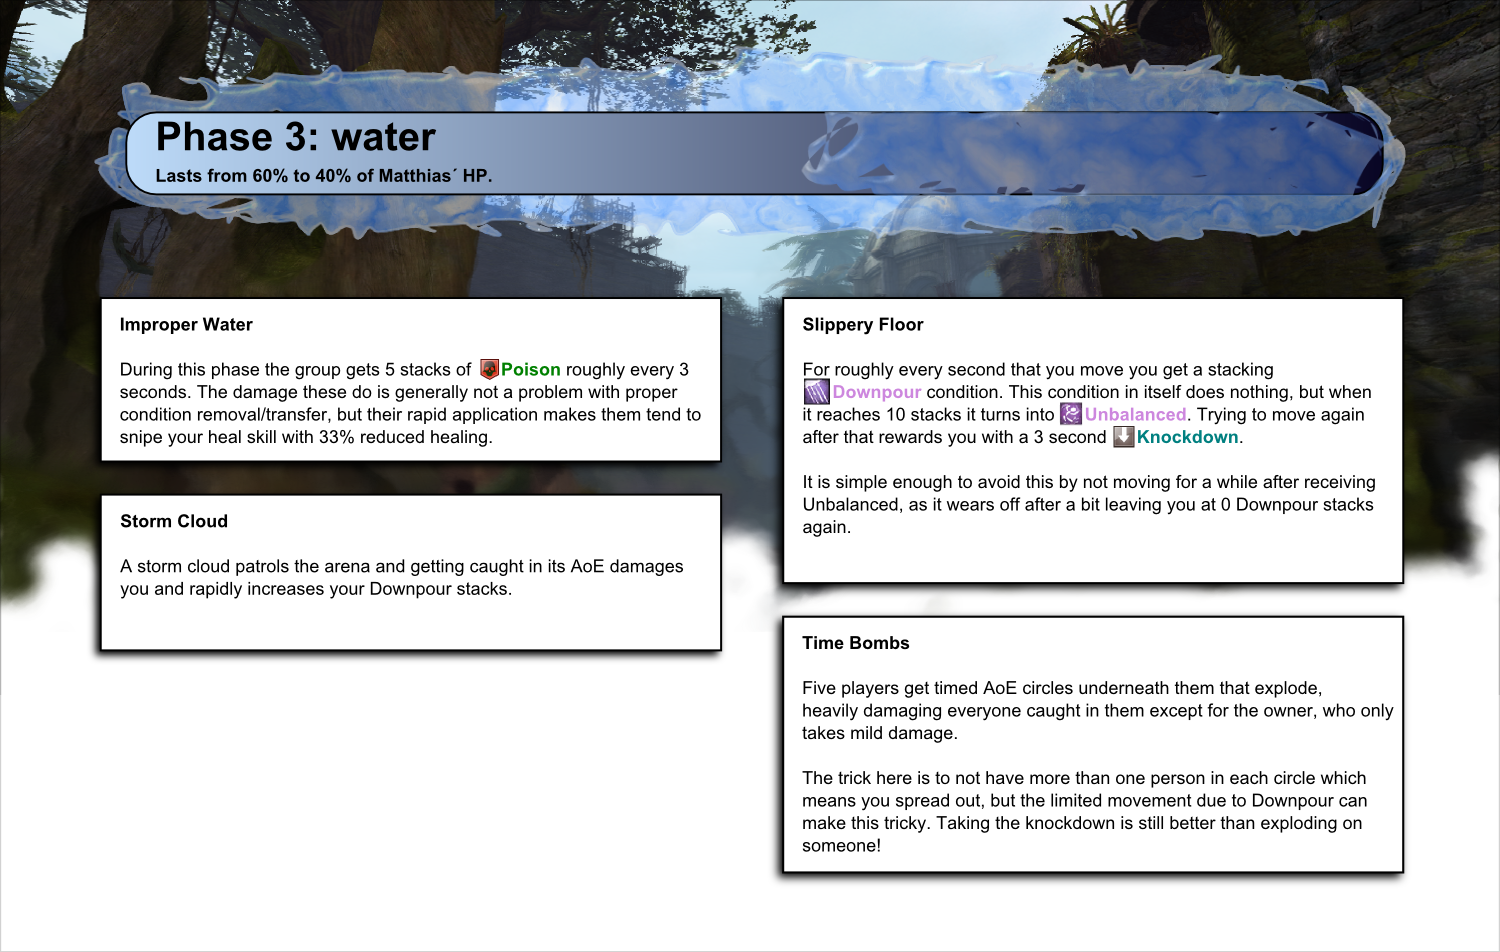 Phase 3: water
Lasts from 60% to 40% of Matthias´ HP.
Improper Water
During this phase the group gets 5 stacks of Poison roughly every 3
seconds. The damage these do is generally not a problem with proper
condition removal/transfer, but their rapid application makes them tend to
snipe your heal skill with 33% reduced healing.
Storm Cloud
A storm cloud patrols the arena and getting caught in its AoE damages
you and rapidly increases your Downpour stacks.
Slippery Floor
For roughly every second that you move you get a stacking
Downpour condition. This condition in itself does nothing, but when
it reaches 10 stacks it turns into Unbalanced. Trying to move again
after that rewards you with a 3 second Knockdown.
It is simple enough to avoid this by not moving for a while after receiving
Unbalanced, as it wears off after a bit leaving you at 0 Downpour stacks
again.
Time Bombs
Five players get timed AoE circles underneath them that explode,
heavily damaging everyone caught in them except for the owner, who only
takes mild damage.
The trick here is to not have more than one person in each circle which
means you spread out, but the limited movement due to Downpour can
make this tricky. Taking the knockdown is still better than exploding on
someone!